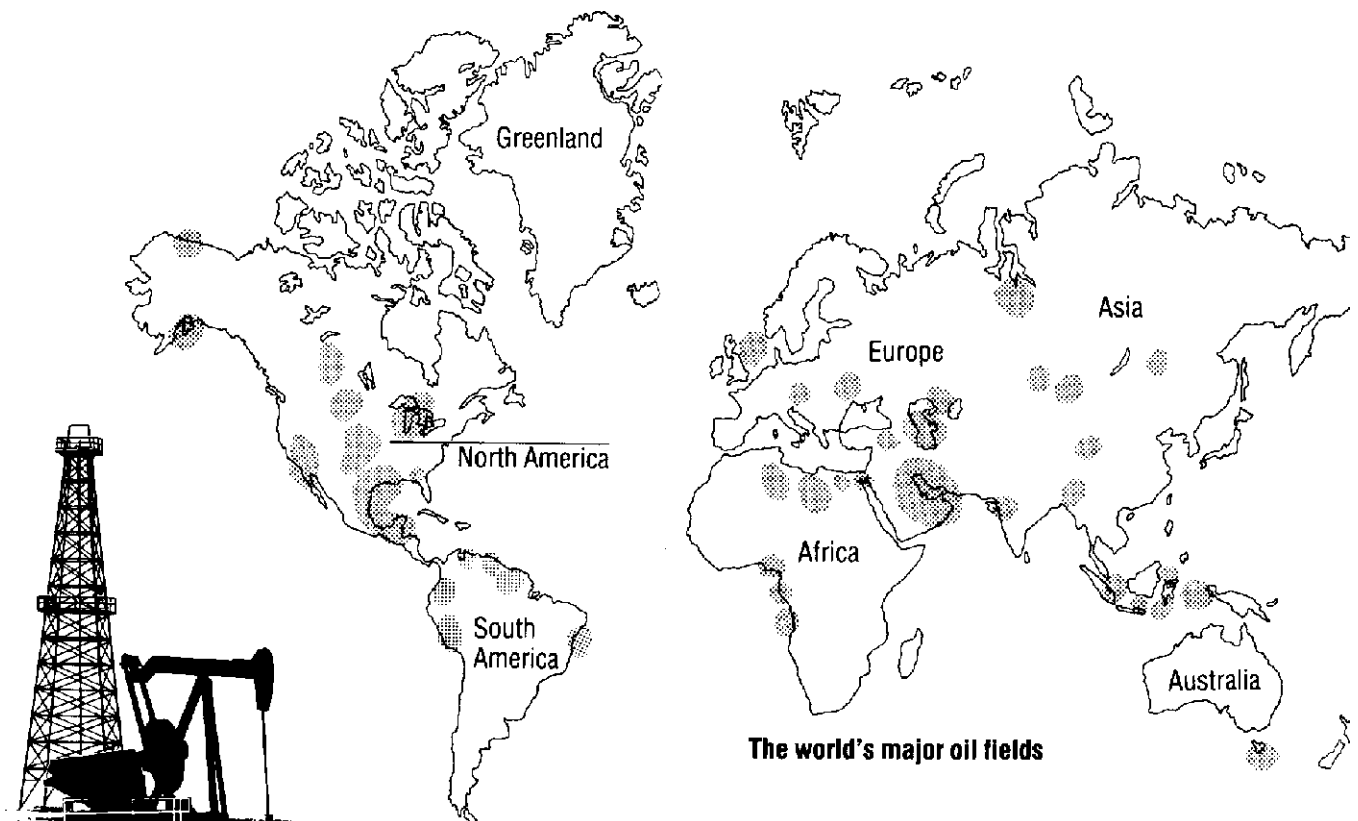 Greenland
Asia
Europe
North America
Africa
South
America
Australia
The world's major oil fields